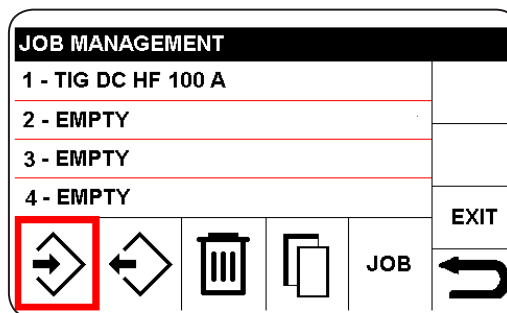 JOB MANAGEMENT
1 - TIG DC HF 100 A
2 - EMPTY
3 - EMPTY
4 - EMPTY
EXIT
JOB